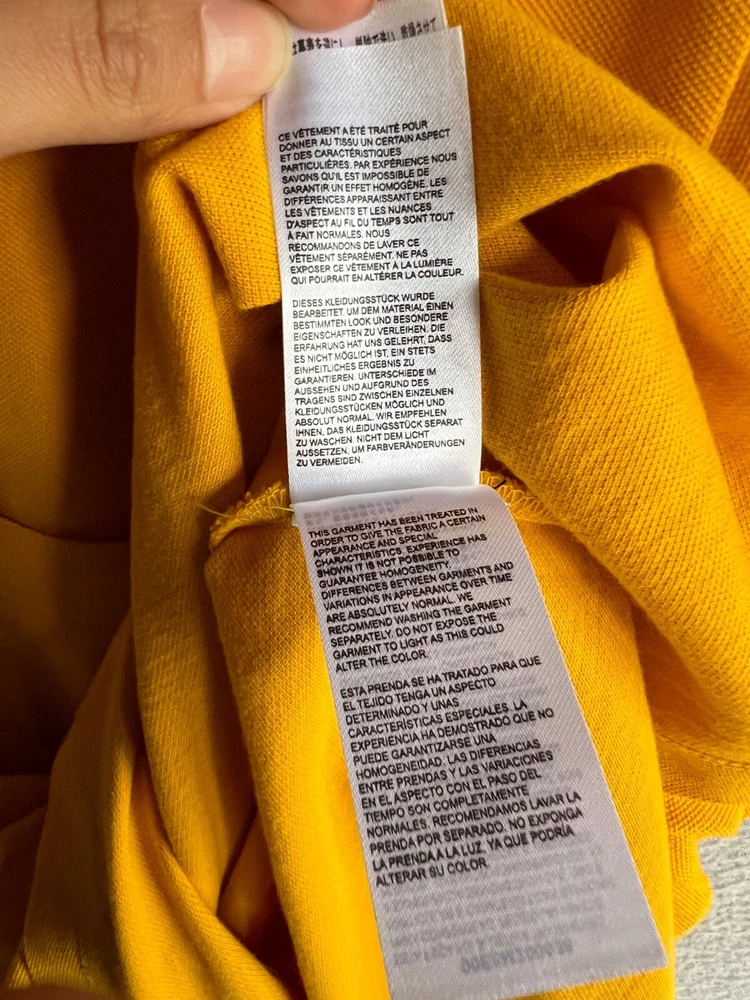 CE VÊTEMENT A ÉTÉ TRAITÉ POUR
DONNER AU TISSU UN CERTAIN ASPECT
ET DES CARACTÉRISTIQUES
PARTICULIÈRES. PAR EXPÉRIENCE NOUS
SAVONS QU'IL EST IMPOSSIBLE DE
GARANTIR UN EFFET HOMOGÈNE. LES
DIFFÉRENCES APPARAISSANT ENTRE
LES VÊTEMENTS ET LES NUANCES
D'ASPECT AU FIL DU TEMPS SONT TOUT
À FAIT NORMALES. NOUS
RECOMMANDONS DE LAVER CE
VÊTEMENT SÉPARÉMENT. NE PAS
EXPOSER CE VÊTEMENT À LA LUMIÈRE
QUI POURRAIT EN ALTÉRER LA COULEUR.
DIESES KLEIDUNGSSTÜCK WURDE
BEARBEITET, UM DEM MATERIAL EINEN
BESTIMMTEN LOOK UND BESONDERE
EIGENSCHAFTEN ZU VERLEIHEN. DIE
ERFAHRUNG HAT UNS GELEHRT, DASS
ES NICHT MÖGLICH IST, EIN STETS
EINHEITLICHES ERGEBNIS ZU
GARANTIEREN. UNTERSCHIEDE IM
AUSSEHEN UND AUFGRUND DES
TRAGENS SIND ZWISCHEN EINZELNEN
KLEIDUNGSSTÜCKEN MÖGLICH UND
ABSOLUT NORMAL. WIR EMPFEHLEN
IHNEN, DAS KLEIDUNGSSTÜCK SEPARAT
ZU WASCHEN. NICHT DEM LICHT
AUSSETZEN, UM FARBVERÄNDERUNGEN
ZU VERMEIDEN.
THIS GARMENT HAS BEEN TREATED IN
ORDER TO GIVE THE FABRIC A CERTAIN
APPEARANCE AND SPECIAL
CHARACTERISTICS. EXPERIENCE HAS
SHOWN IT IS NOT POSSIBLE TO
GUARANTEE HOMOGENEITY.
DIFFERENCES BETWEEN GARMENTS AND
VARIATIONS IN APPEARANCE OVER TIME
ARE ABSOLUTELY NORMAL. WE
RECOMMEND WASHING THE GARMENT
SEPARATELY. DO NOT EXPOSE THE
GARMENT TO LIGHT AS THIS COULD
ALTER THE COLOR.
ESTA PRENDA SE HA TRATADO PARA QUE
EL TEJIDO TENGA UN ASPECTO
DETERMINADO Y UNAS
CARACTERÍSTICAS ESPECIALES. LA
EXPERIENCIA HA DEMOSTRADO QUE NO
PUEDE GARANTIZARSE UNA
HOMOGENEIDAD. LAS DIFERENCIAS
ENTRE PRENDAS Y LAS VARIACIONES
EN EL ASPECTO CON EL PASO DEL
TIEMPO SON COMPLETAMENTE
NORMALES. RECOMENDAMOS LAVAR LA
PRENDA POR SEPARADO. NO EXPONGA
LA PRENDA A LA LUZ, YA QUE PODRÍA
ALTERAR SU COLOR.